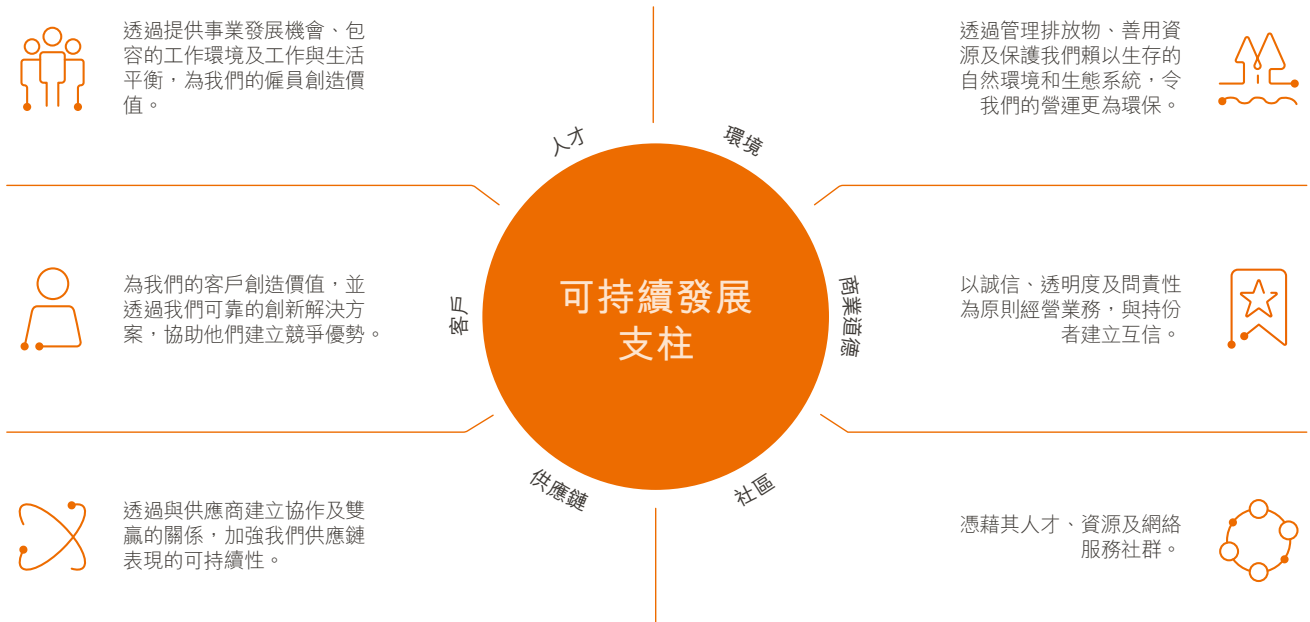 透過提供事業發展機會、包
容的工作環境及工作與生活
平衡，為我們的僱員創造價
值。
人才
環境
透過管理排放物、善用資
源及保護我們賴以生存的
自然環境和生態系統，令
我們的營運更為環保。
為我們的客戶創造價值，並
透過我們可靠的創新解決方
案，協助他們建立競爭優勢。
客戶
可持續發展
支柱
商業道德
以誠信、透明度及問責性
為原則經營業務，與持份
者建立互信。
透過與供應商建立協作及雙
贏的關係，加強我們供應鏈
表現的可持續性。
供應鏈
社區
憑藉其人才、資源及網絡
服務社群。